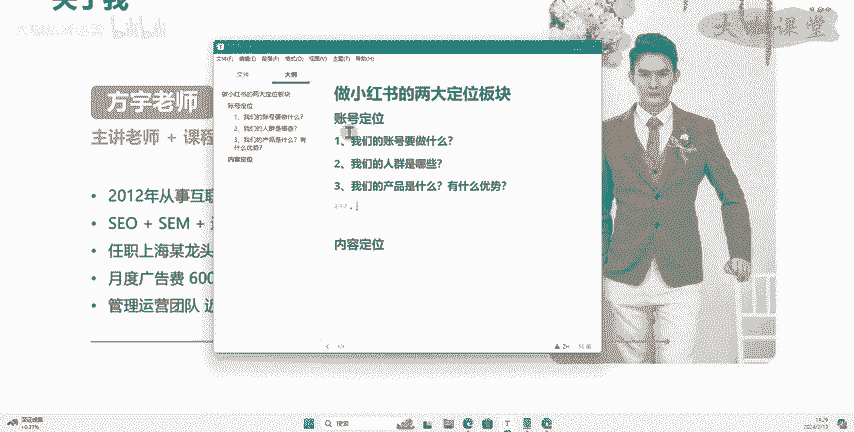 关于我
bilibili
大咖课堂
方宇老师
主讲老师 + 课程
2012年从事互联
SEO + SEM +
任职上海某龙头
月度广告费 600
管理运营团队 近
文件(F) 编辑(E) 段落(P) 格式(O) 视图(V) 主题(T) 帮助(H)
文件 大纲
做小红书的两大定位板块
账号定位
1、我们的账号要做什么?
2、我们的人群是哪些?
3、我们的产品是什么? 有
什么优势?
内容定位
做小红书的两大定位板块
账号定位
1、我们的账号要做什么?
2、我们的人群是哪些?
3、我们的产品是什么? 有什么优势?
内容定位
搜索